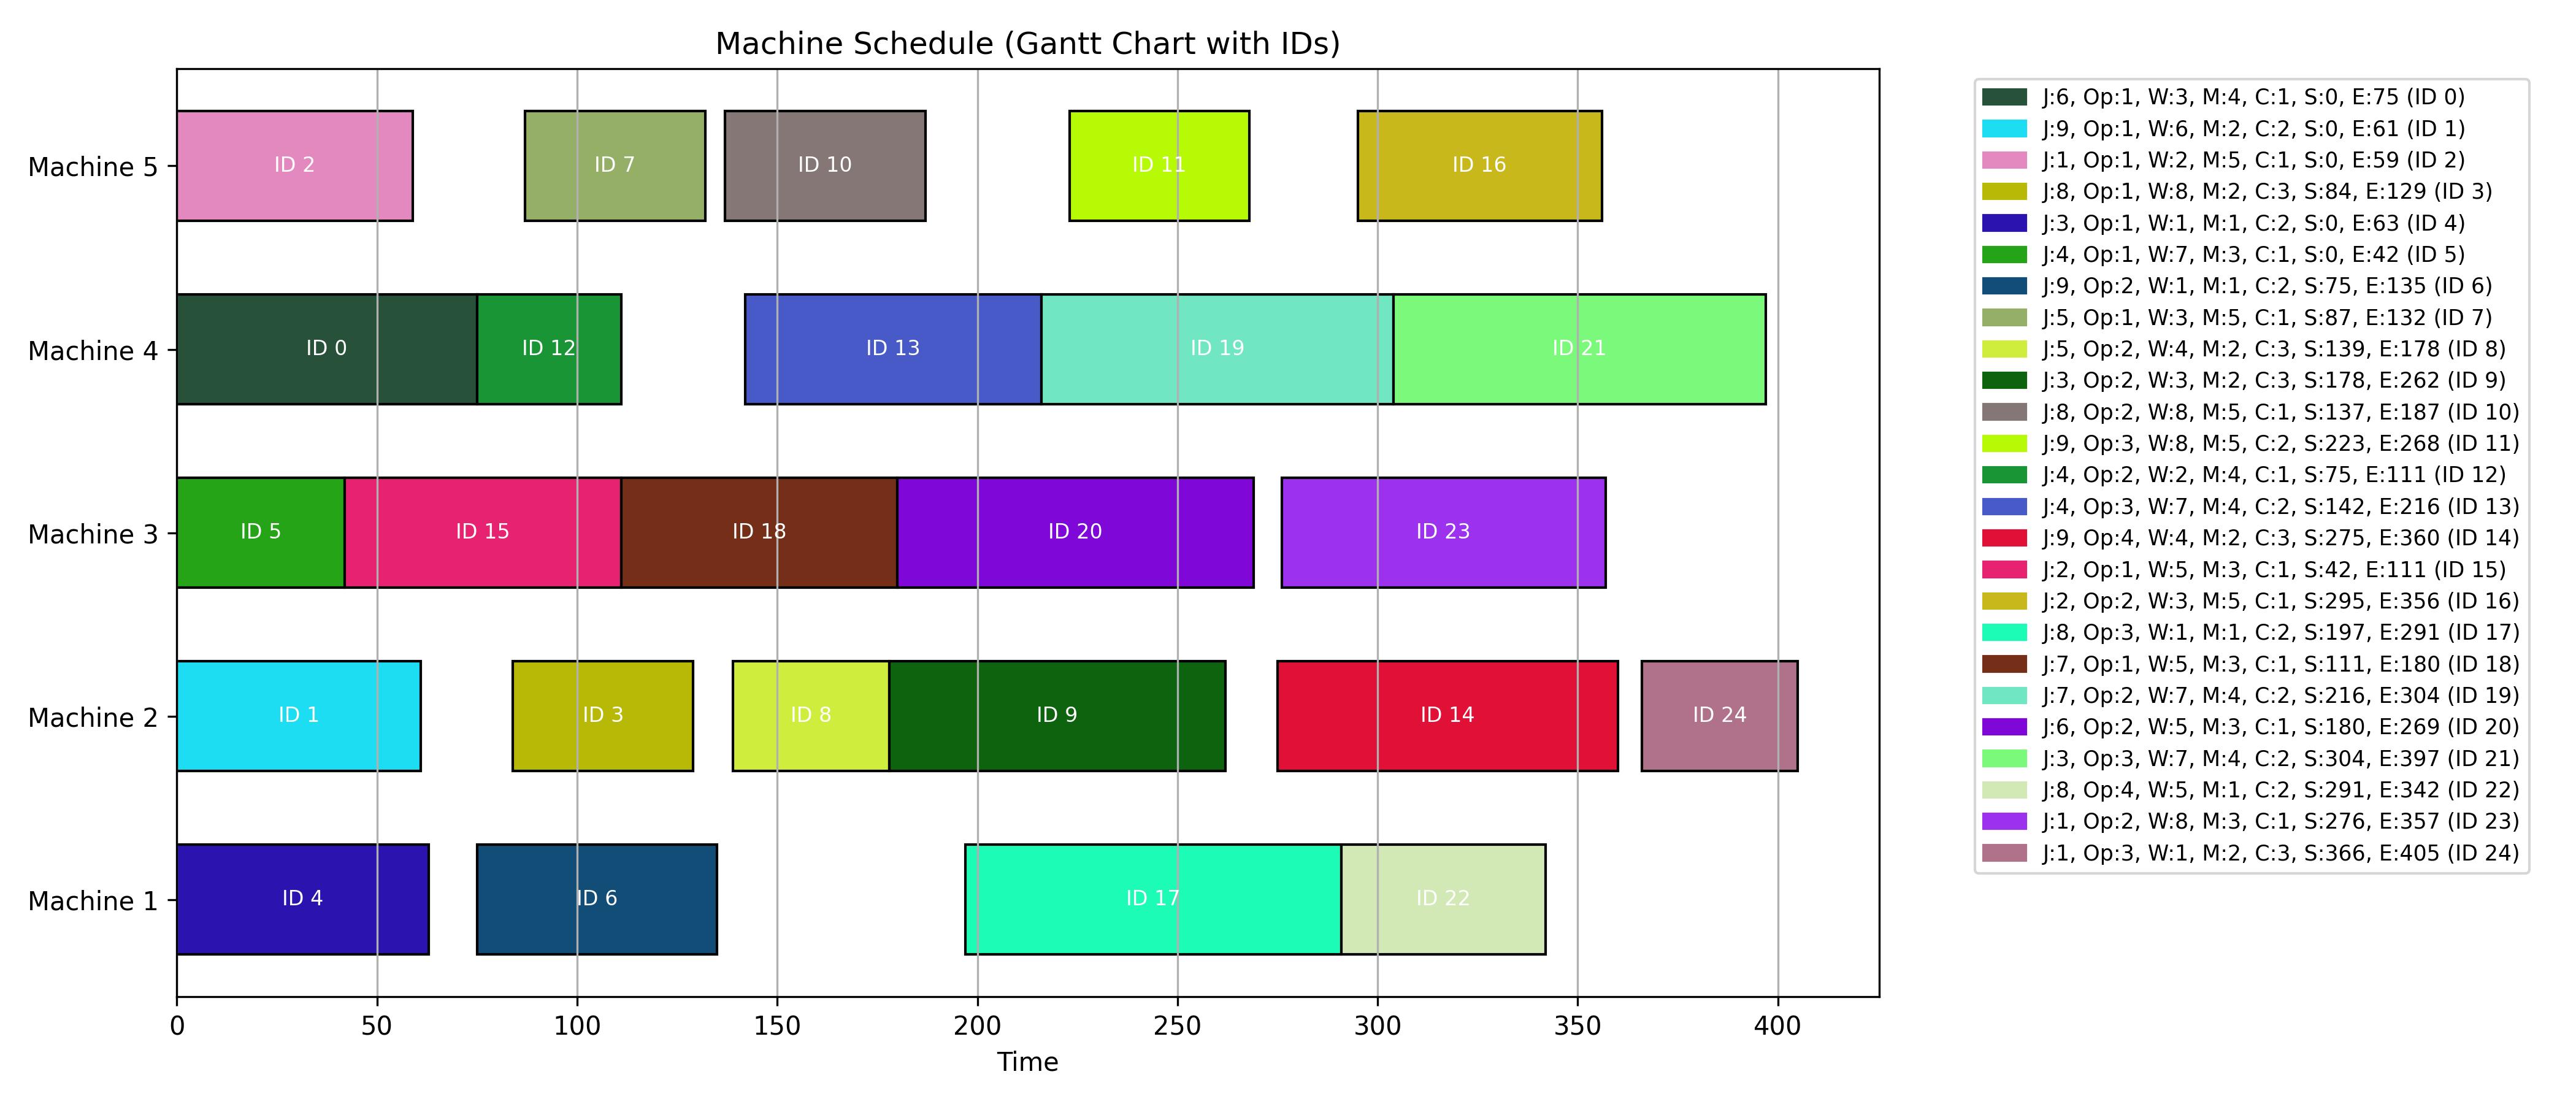 Machine Schedule (Gantt Chart with IDs)
Machine 5
ID 2
ID 7
ID 10
ID 11
ID 16
Machine 4
ID 0
ID 12
ID 13
ID 19
ID 21
Machine 3
ID 5
ID 15
ID 18
ID 20
ID 23
Machine 2
ID 1
ID 3
ID 8
ID 9
ID 14
ID 24
Machine 1
ID 4
ID 6
ID 17
ID 22
0 50 100 150 200 250 300 350 400
Time
J:6, Op:1, W:3, M:4, C:1, S:0, E:75 (ID 0)
J:9, Op:1, W:6, M:2, C:2, S:0, E:61 (ID 1)
J:1, Op:1, W:2, M:5, C:1, S:0, E:59 (ID 2)
J:8, Op:1, W:8, M:2, C:3, S:84, E:129 (ID 3)
J:3, Op:1, W:1, M:1, C:2, S:0, E:63 (ID 4)
J:4, Op:1, W:7, M:3, C:1, S:0, E:42 (ID 5)
J:9, Op:2, W:1, M:1, C:2, S:75, E:135 (ID 6)
J:5, Op:1, W:3, M:5, C:1, S:87, E:132 (ID 7)
J:5, Op:2, W:4, M:2, C:3, S:139, E:178 (ID 8)
J:3, Op:2, W:3, M:2, C:3, S:178, E:262 (ID 9)
J:8, Op:2, W:8, M:5, C:1, S:137, E:187 (ID 10)
J:9, Op:3, W:8, M:5, C:2, S:223, E:268 (ID 11)
J:4, Op:2, W:2, M:4, C:1, S:75, E:111 (ID 12)
J:4, Op:3, W:7, M:4, C:2, S:142, E:216 (ID 13)
J:9, Op:4, W:4, M:2, C:3, S:275, E:360 (ID 14)
J:2, Op:1, W:5, M:3, C:1, S:42, E:111 (ID 15)
J:2, Op:2, W:3, M:5, C:1, S:295, E:356 (ID 16)
J:8, Op:3, W:1, M:1, C:2, S:197, E:291 (ID 17)
J:7, Op:1, W:5, M:3, C:1, S:111, E:180 (ID 18)
J:7, Op:2, W:7, M:4, C:2, S:216, E:304 (ID 19)
J:6, Op:2, W:5, M:3, C:1, S:180, E:269 (ID 20)
J:3, Op:3, W:7, M:4, C:2, S:304, E:397 (ID 21)
J:8, Op:4, W:5, M:1, C:2, S:291, E:342 (ID 22)
J:1, Op:2, W:8, M:3, C:1, S:276, E:357 (ID 23)
J:1, Op:3, W:1, M:2, C:3, S:366, E:405 (ID 24)